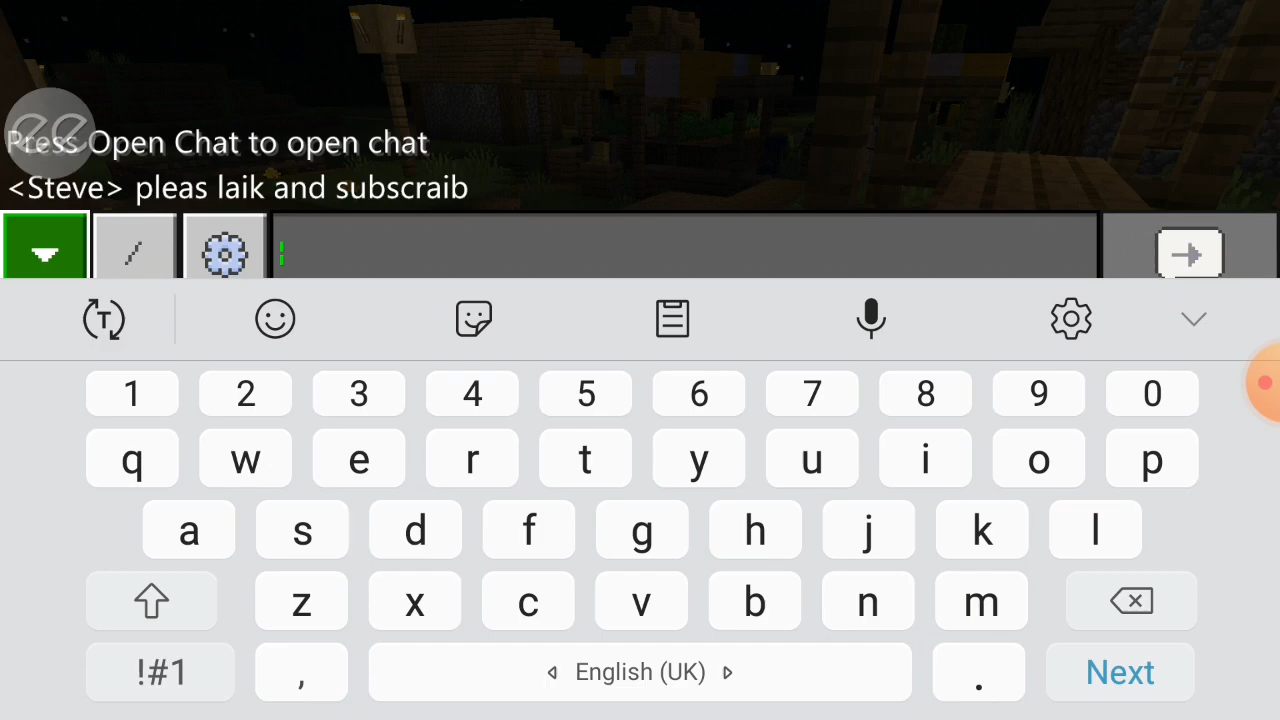 ee
Press Open Chat to open chat
<Steve> pleas laik and subscraib
/
T
1 2 3 4 5 6 7 8 9 0
q w e r t y u i o p
a s d f g h j k l
z x c v b n m
!#1 , English (UK) . Next